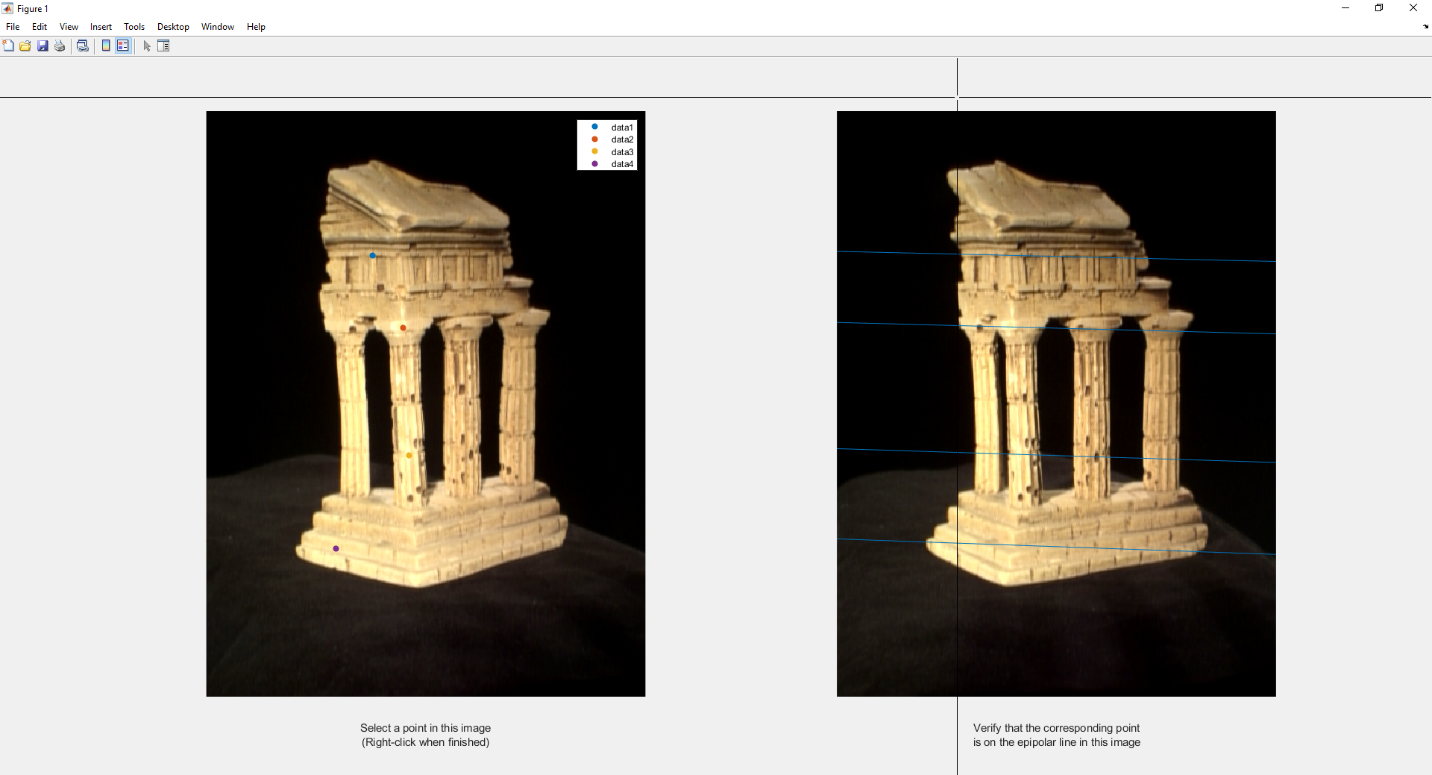 Figure 1
File Edit View Insert Tools Desktop Window Help
data1
data2
data3
data4
Select a point in this image
(Right-click when finished)
Verify that the corresponding point
is on the epipolar line in this image